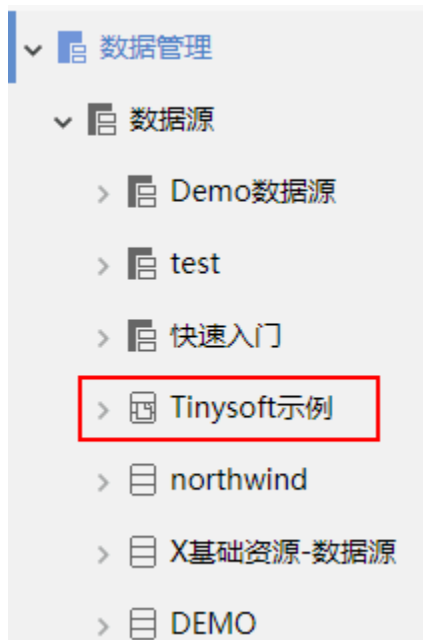 数据管理
数据源
Demo数据源
test
快速入门
Tinysoft示例
northwind
X基础资源-数据源
DEMO